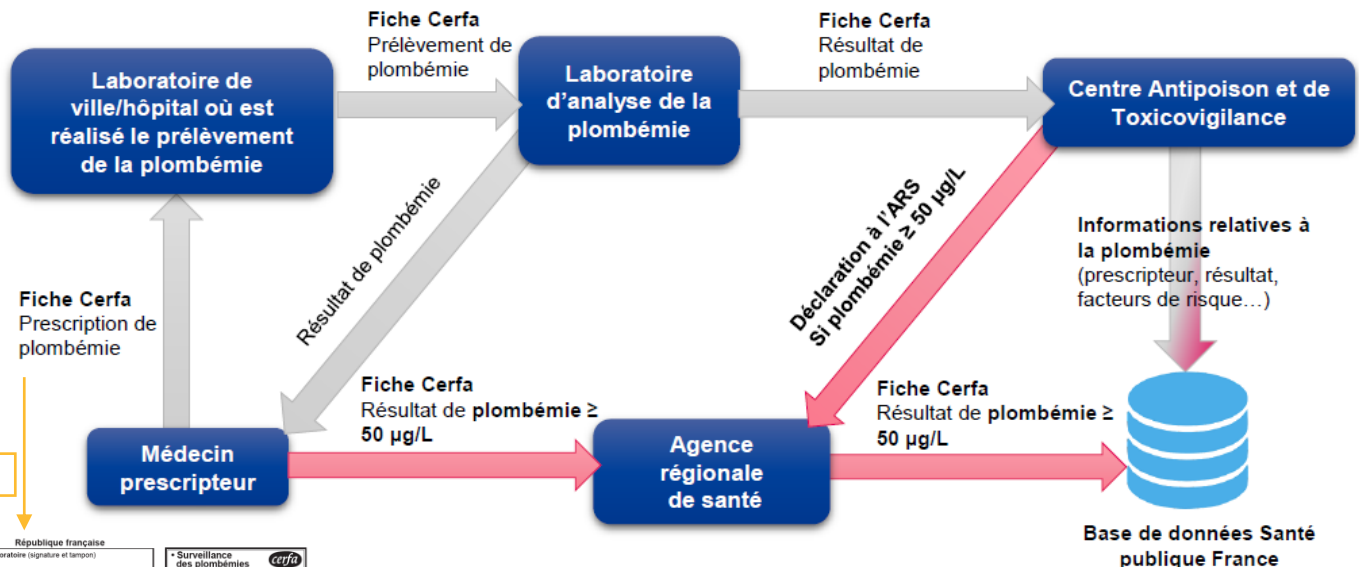 Fiche Cerfa
Prélèvement de
plombémie
Fiche Cerfa
Résultat de
plombémie
Laboratoire de
ville/hôpital où est
réalisé le prélèvement
de la plombémie
Laboratoire
d'analyse de la
plombémie
Centre Antipoison et de
Toxicovigilance
Résultat de plombémie
Déclaration à l'ARS
Si plombémie ≥ 50 µg/L
Informations relatives à
la plombémie
(prescripteur, résultat,
facteurs de risque…)
Fiche Cerfa
Prescription de
plombémie
Fiche Cerfa
Résultat de plombémie ≥
50 µg/L
Fiche Cerfa
Résultat de plombémie ≥
50 µg/L
Médecin
prescripteur
Agence
régionale
de santé
Base de données Santé
publique France
République française
oratoire (signature et tampon)
• Surveillance
des plombémies
cerfa